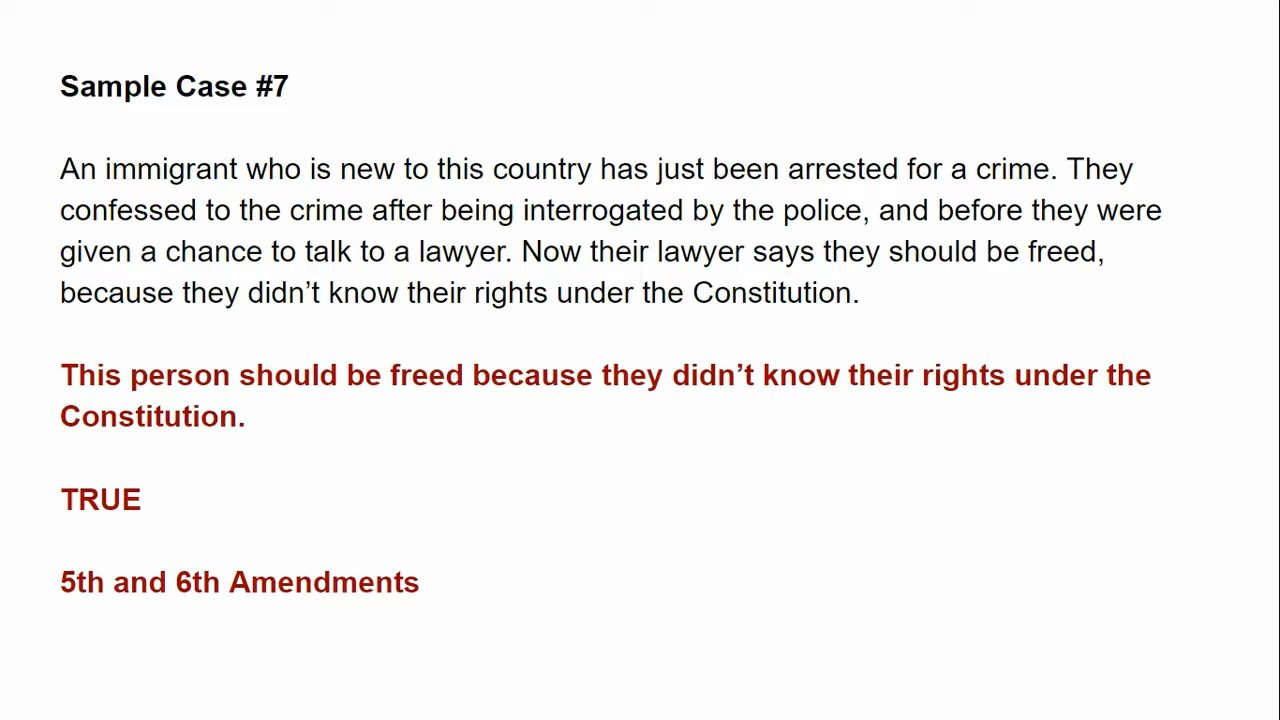 Sample Case #7
An immigrant who is new to this country has just been arrested for a crime. They
confessed to the crime after being interrogated by the police, and before they were
given a chance to talk to a lawyer. Now their lawyer says they should be freed,
because they didn’t know their rights under the Constitution.
This person should be freed because they didn’t know their rights under the
Constitution.
TRUE
5th and 6th Amendments